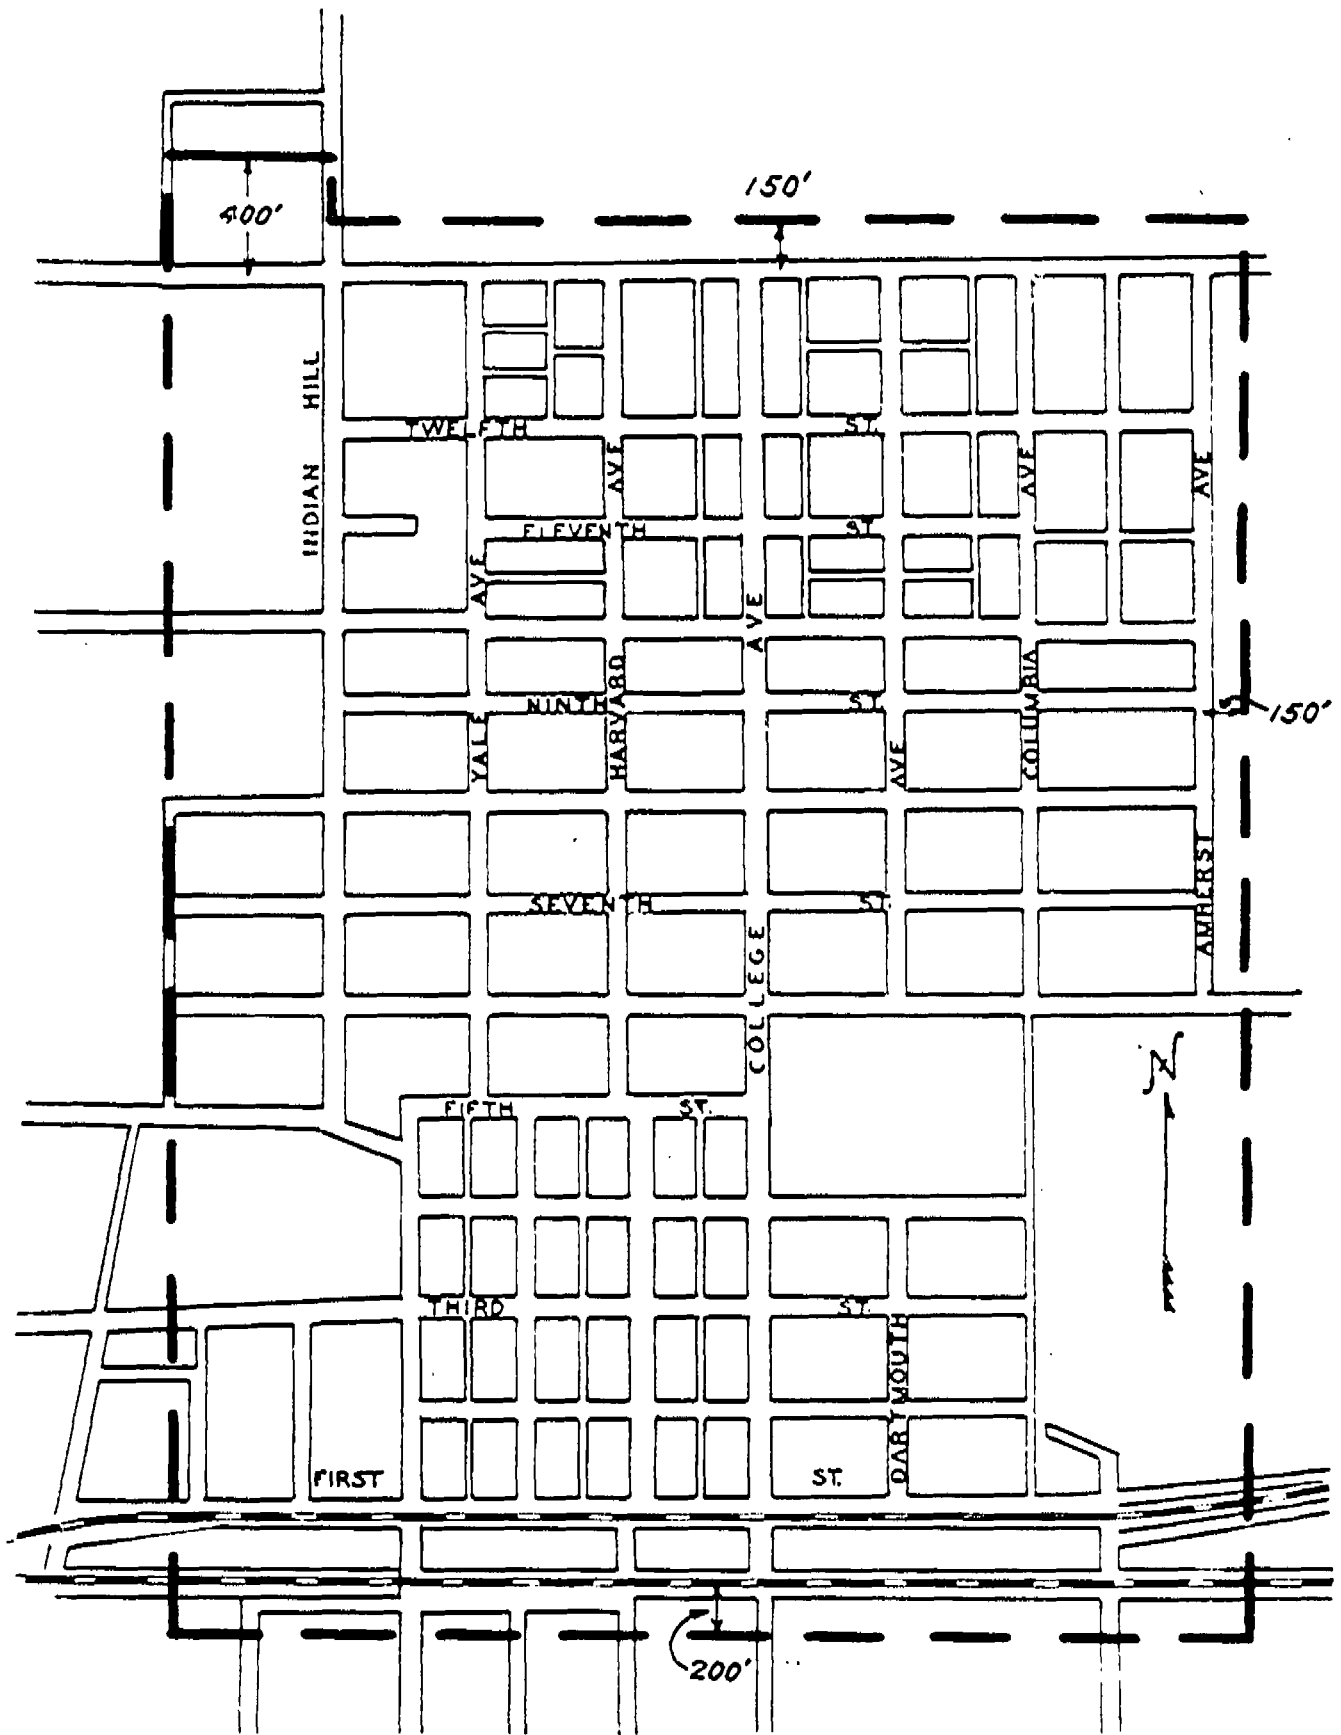 150'
400'
INDIAN HILL
TWELFTH ST.
AVE
AVE
AVE
ELEVENTH ST.
YALE AVE
COLLEGE AVE
HARVARD
COLUMBIA
NINTH ST.
150'
DARTMOUTH AVE
SEVENTH ST.
AMHERST
N
FIFTH ST.
THIRD ST.
FIRST ST.
200'